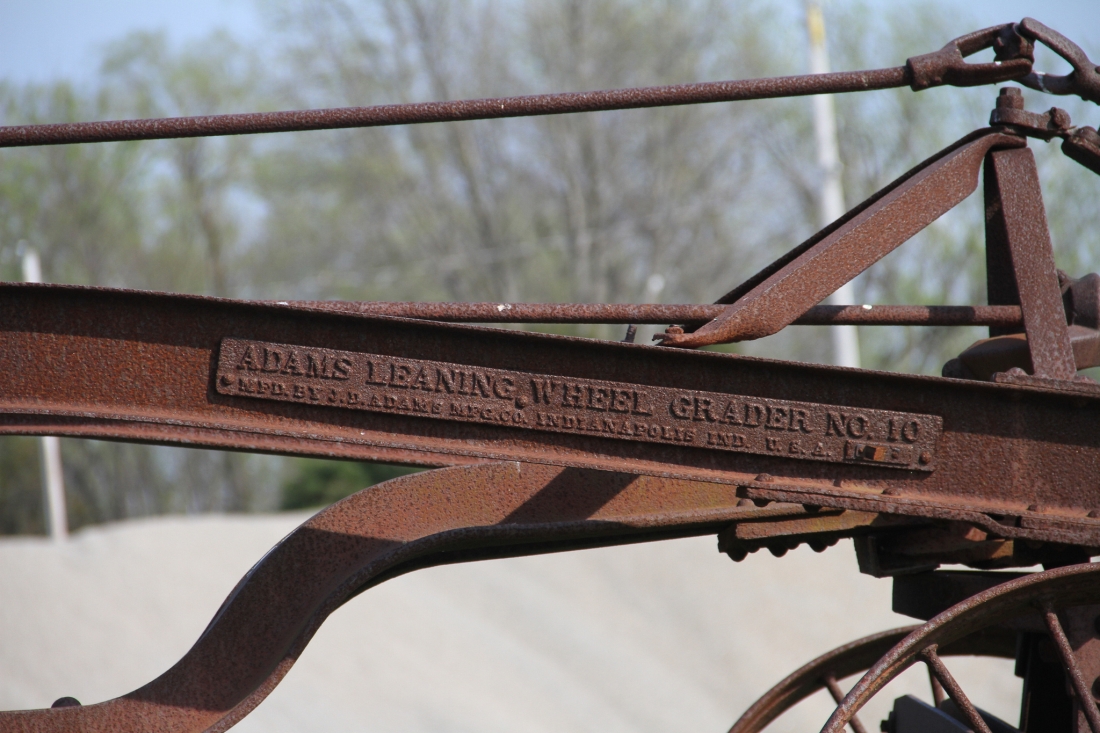 ADAMS LEANING WHEEL GRADER NO. 10
MFD. BY J. D. ADAMS MFG. CO. INDIANAPOLIS IND. U. S. A.